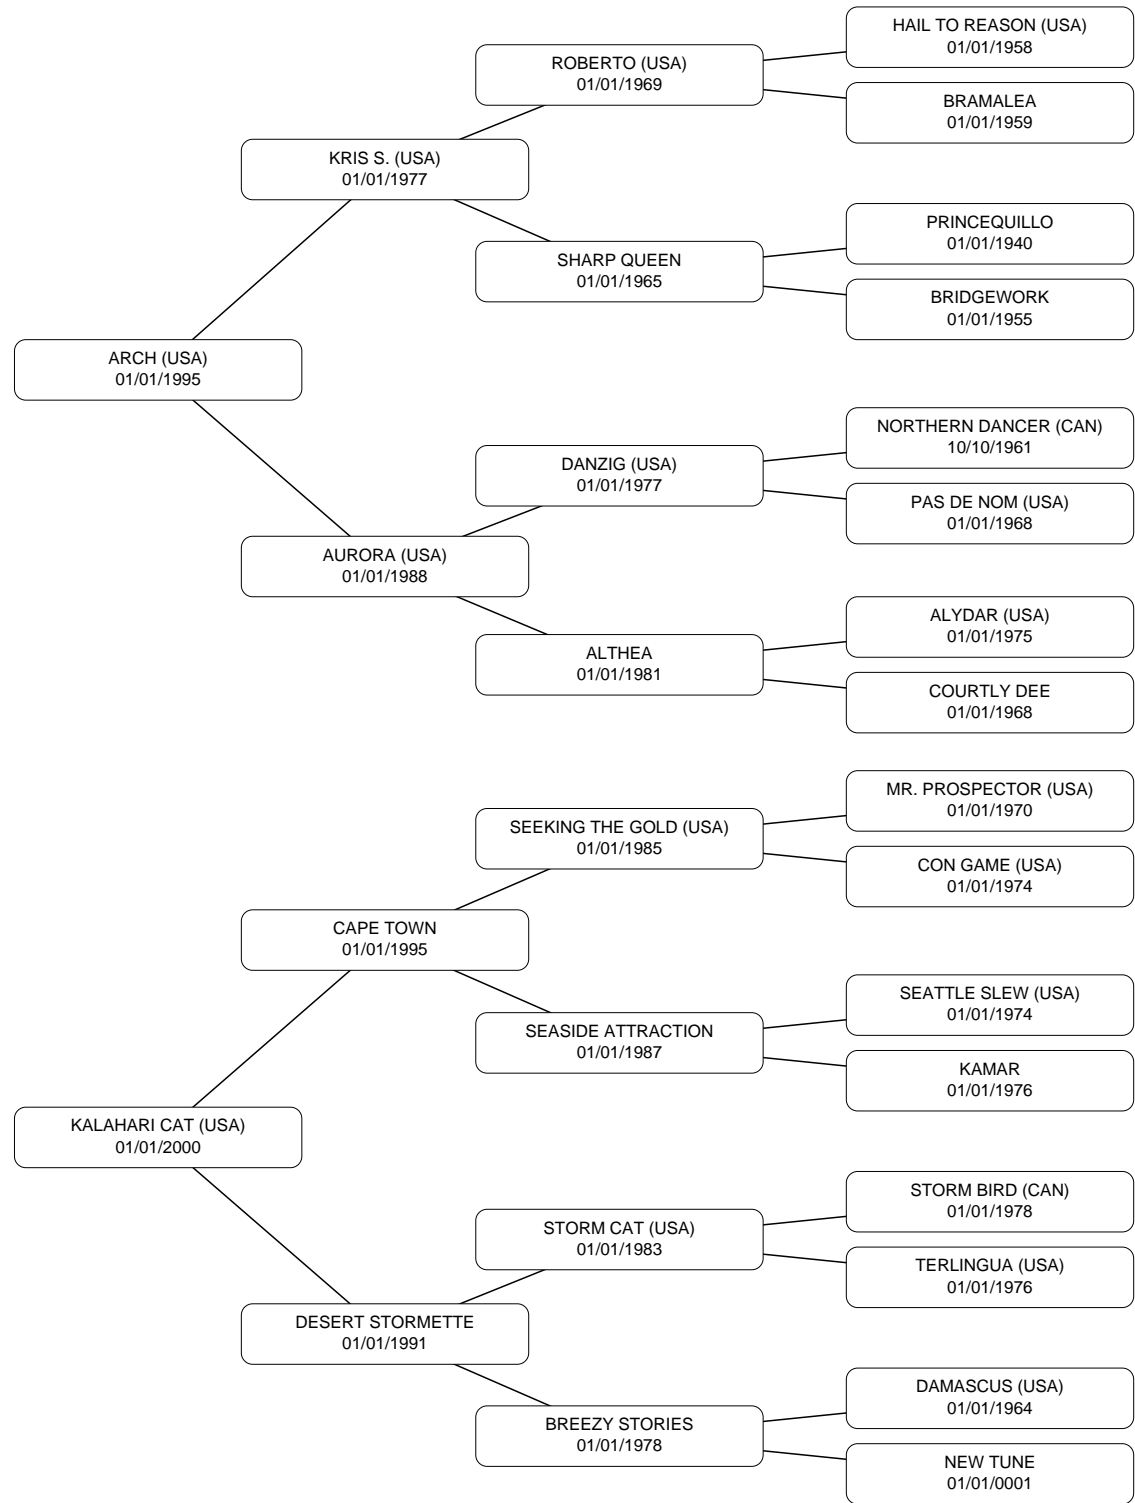 HAIL TO REASON (USA)
01/01/1958
ROBERTO (USA)
01/01/1969
BRAMALEA
01/01/1959
KRIS S. (USA)
01/01/1977
PRINCEQUILLO
01/01/1940
SHARP QUEEN
01/01/1965
BRIDGEWORK
01/01/1955
ARCH (USA)
01/01/1995
NORTHERN DANCER (CAN)
10/10/1961
DANZIG (USA)
01/01/1977
PAS DE NOM (USA)
01/01/1968
AURORA (USA)
01/01/1988
ALYDAR (USA)
01/01/1975
ALTHEA
01/01/1981
COURTLY DEE
01/01/1968
MR. PROSPECTOR (USA)
01/01/1970
SEEKING THE GOLD (USA)
01/01/1985
CON GAME (USA)
01/01/1974
CAPE TOWN
01/01/1995
SEATTLE SLEW (USA)
01/01/1974
SEASIDE ATTRACTION
01/01/1987
KAMAR
01/01/1976
KALAHARI CAT (USA)
01/01/2000
STORM BIRD (CAN)
01/01/1978
STORM CAT (USA)
01/01/1983
TERLINGUA (USA)
01/01/1976
DESERT STORMETTE
01/01/1991
DAMASCUS (USA)
01/01/1964
BREEZY STORIES
01/01/1978
NEW TUNE
01/01/0001